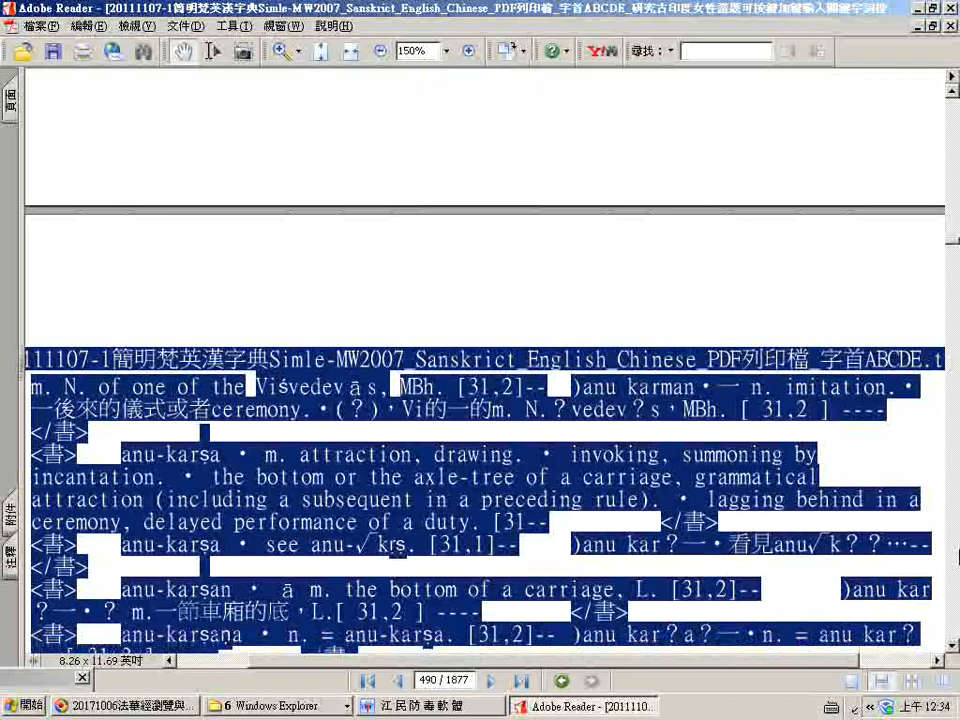 Adobe Reader - [20111107-1簡明梵英漢字典Simle-MW2007_Sanskrict_English_Chinese_PDF列印檔_字首ABCDE_研究古印度女性議題可按鍵加鍵輸入關鍵字詞搜
檔案(F) 編輯(E) 檢視(V) 文件(D) 工具(T) 視窗(W) 說明(H)
150% Y! 尋找:
頁面
111107-1簡明梵英漢字典Simle-MW2007_Sanskrict_English_Chinese_PDF列印檔_字首ABCDE.t
m. N. of one of the Viśvedevās, MBh. [31,2]-- )anu karman‧一 n. imitation.‧
一後來的儀式或者ceremony.‧(?),Vi的一的m. N.?vedev?s,MBh. [ 31,2 ] ----
</書>
<書> anu-karṣa ‧ m. attraction, drawing. ‧ invoking, summoning by
incantation. ‧ the bottom or the axle-tree of a carriage, grammatical
attraction (including a subsequent in a preceding rule). ‧ lagging behind in a
ceremony, delayed performance of a duty. [31-- </書>
<書> anu-karṣa ‧ see anu-√kṛṣ. [31,1]-- )anu kar?一‧看見anu√k??…--
</書>
<書> anu-karṣan ‧ ā m. the bottom of a carriage, L. [31,2]-- )anu kar
?一‧? m.一節車廂的底,L.[ 31,2 ] ---- </書>
<書> anu-karṣaṇa ‧ n. = anu-karṣa. [31,2]-- )anu kar?a?一‧n. = anu kar?
附件
註釋
8.26 x 11.69 英吋
490 / 1877
開始 20171006法華經瀏覽與... 6 Windows Explorer 江民防毒軟體 Adobe Reader - [2011110... 上午 12:34